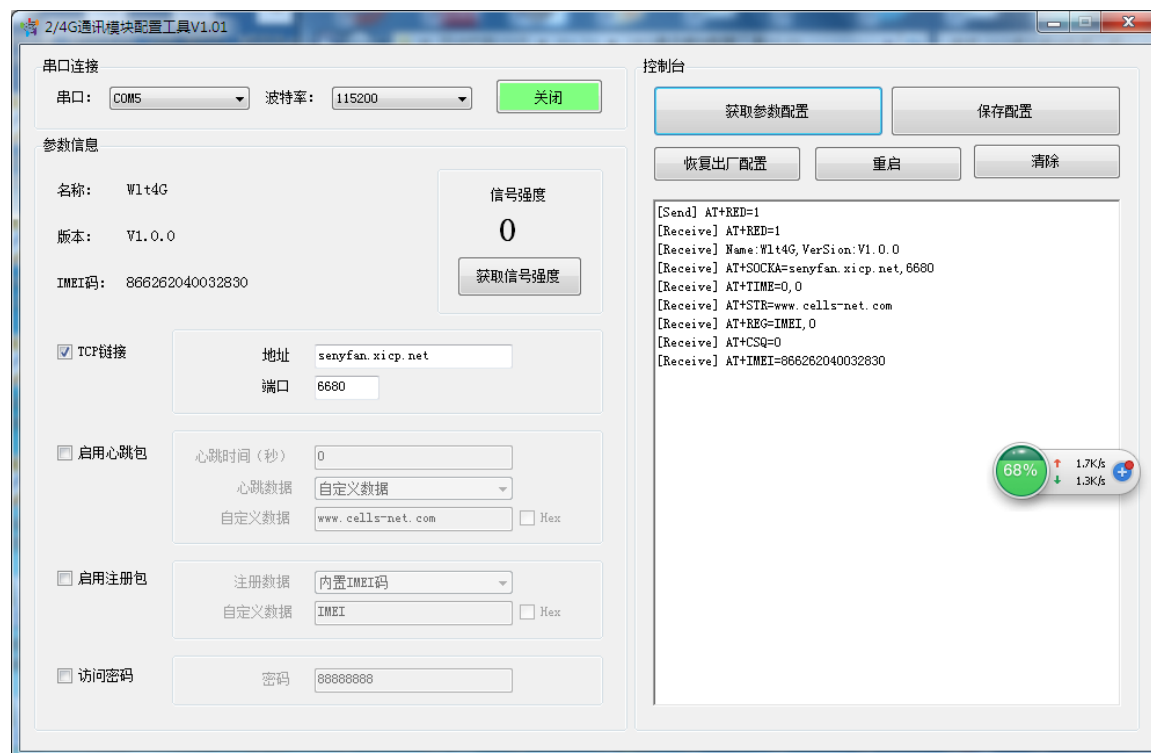 2/4G通讯模块配置工具V1.01
串口连接
串口： COM5 波特率： 115200 关闭
参数信息
名称： Wlt4G
版本： V1.0.0
IMEI码： 866262040032830
信号强度
0
获取信号强度
TCP链接
地址 senyfan.xicp.net
端口 6680
启用心跳包
心跳时间（秒） 0
心跳数据 自定义数据
自定义数据 www.cells-net.com Hex
启用注册包
注册数据 内置IMEI码
自定义数据 IMEI Hex
访问密码
密码 88888888
控制台
获取参数配置 保存配置
恢复出厂配置 重启 清除
[Send] AT+RED=1
[Receive] AT+RED=1
[Receive] Name:Wlt4G,VerSion:V1.0.0
[Receive] AT+SOCKA=senyfan.xicp.net,6680
[Receive] AT+TIME=0,0
[Receive] AT+STR=www.cells-net.com
[Receive] AT+REG=IMEI,0
[Receive] AT+CSQ=0
[Receive] AT+IMEI=866262040032830
68%
1.7K/s
1.3K/s